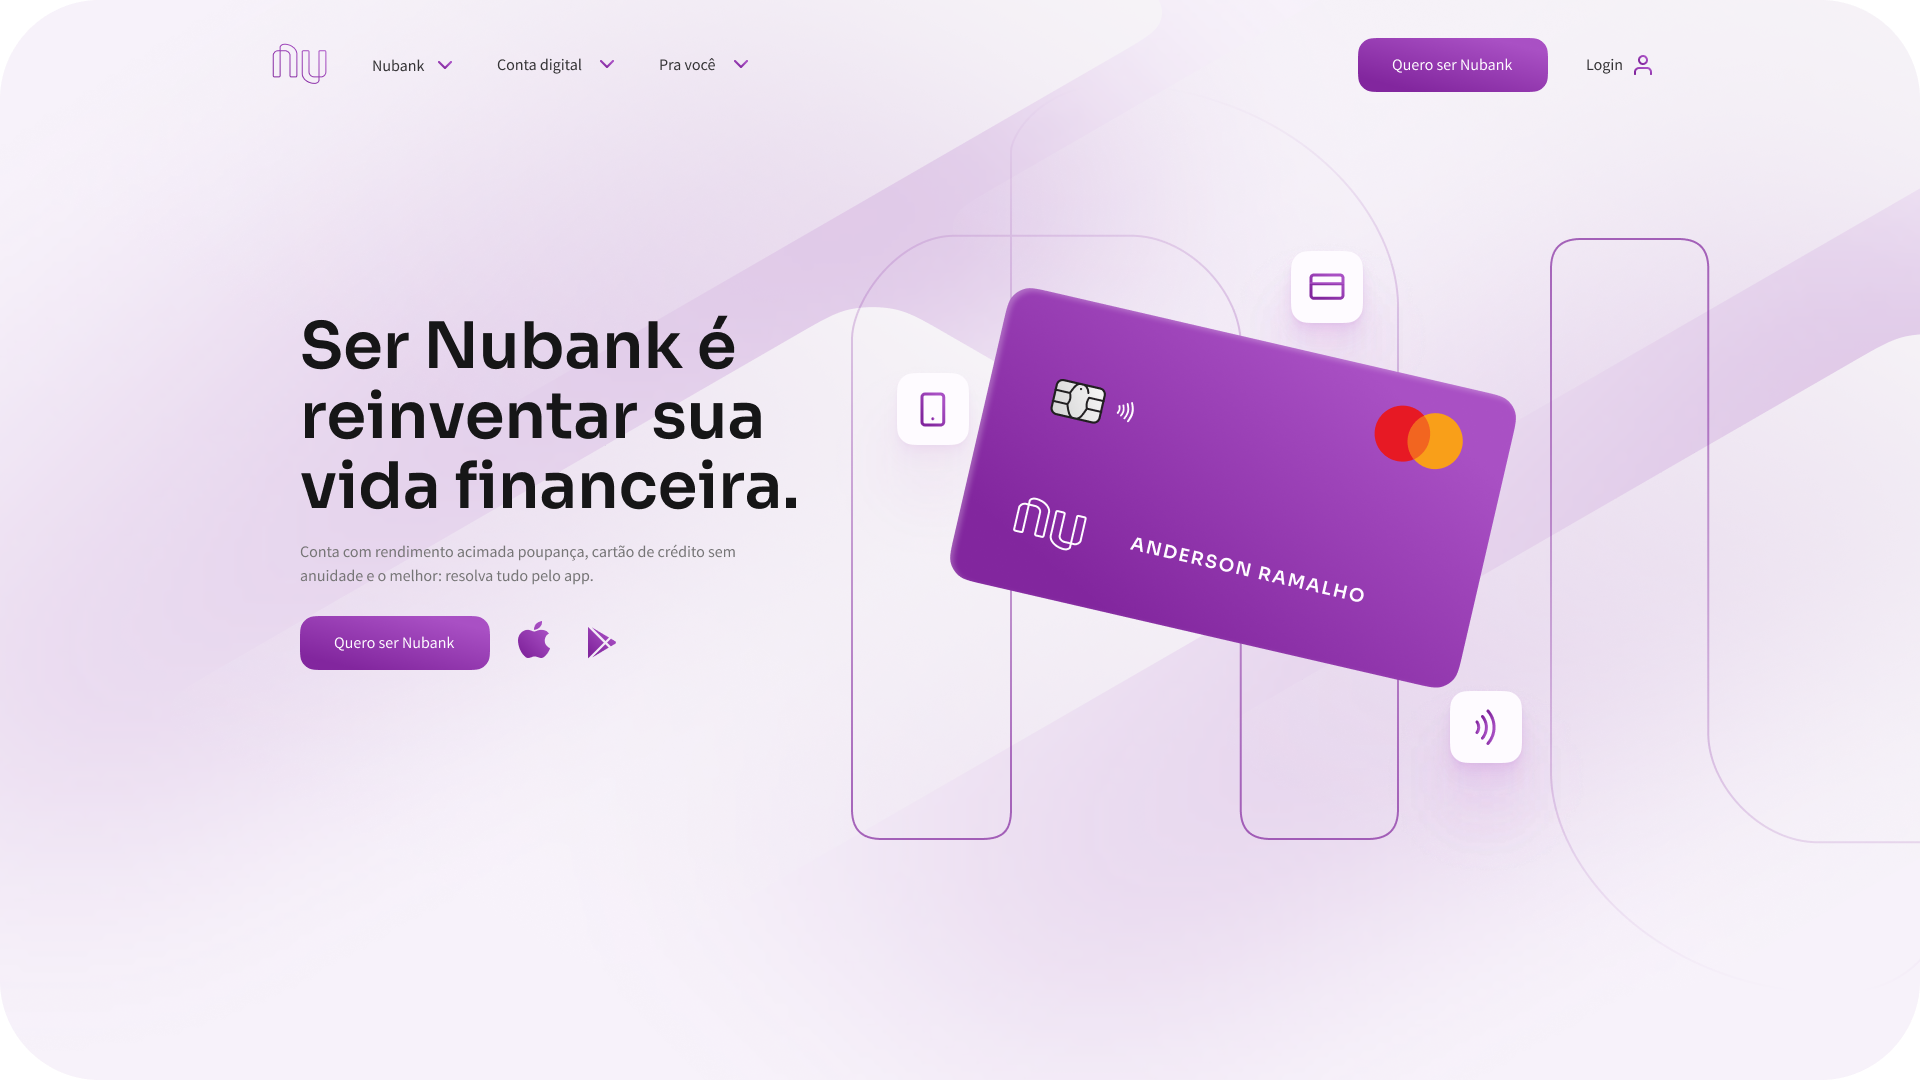 nu
Nubank
Conta digital
Pra você
Quero ser Nubank
Login
Ser Nubank é
reinventar sua
vida financeira.
Conta com rendimento acimada poupança, cartão de crédito sem
anuidade e o melhor: resolva tudo pelo app.
Quero ser Nubank
nu
ANDERSON RAMALHO